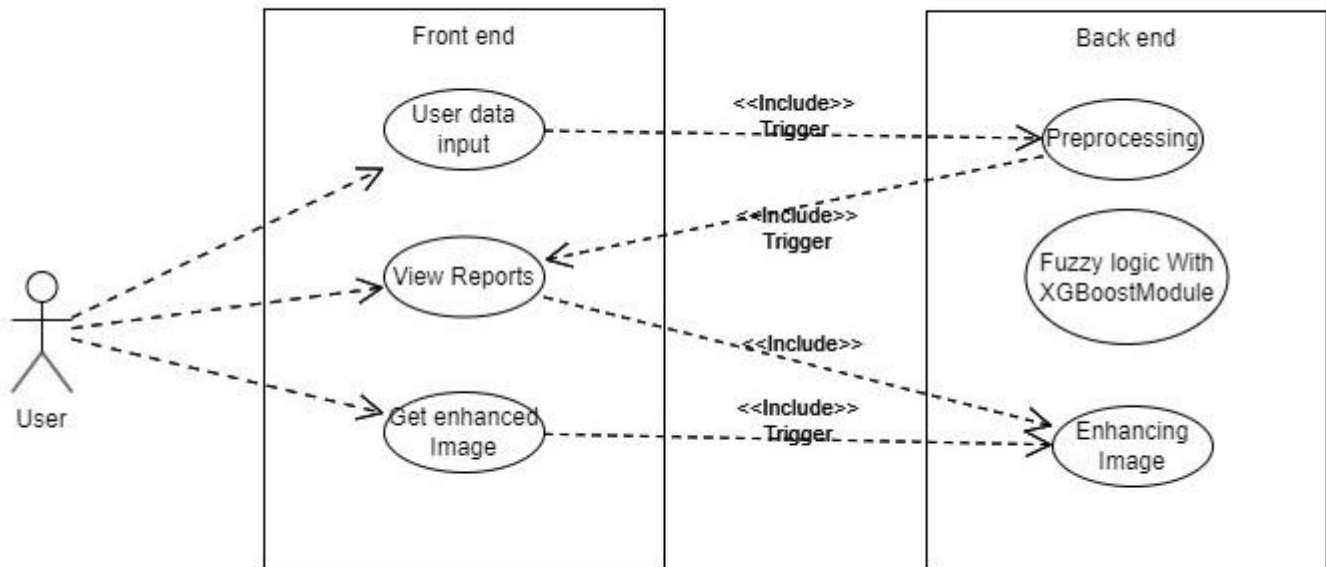 Front end
Back end
User data
input
<<Include>>
Trigger
Preprocessing
<<Include>>
Trigger
View Reports
Fuzzy logic With
XGBoostModule
<<Include>>
User
Get enhanced
Image
<<Include>>
Trigger
Enhancing
Image